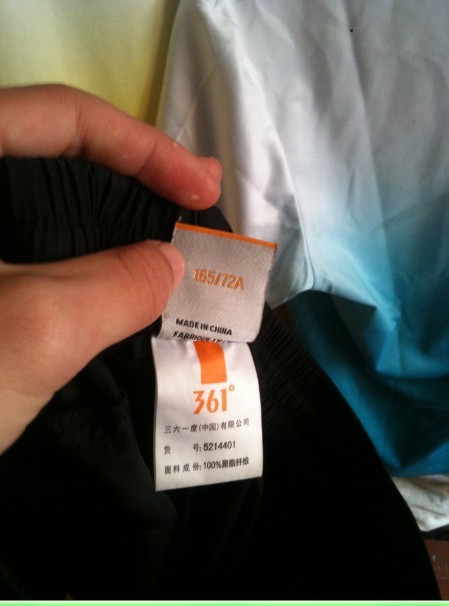 165/72A
MADE IN CHINA
361°
三六一度(中国)有限公司
货 号: 5214401
面料成份: 100%聚酯纤维